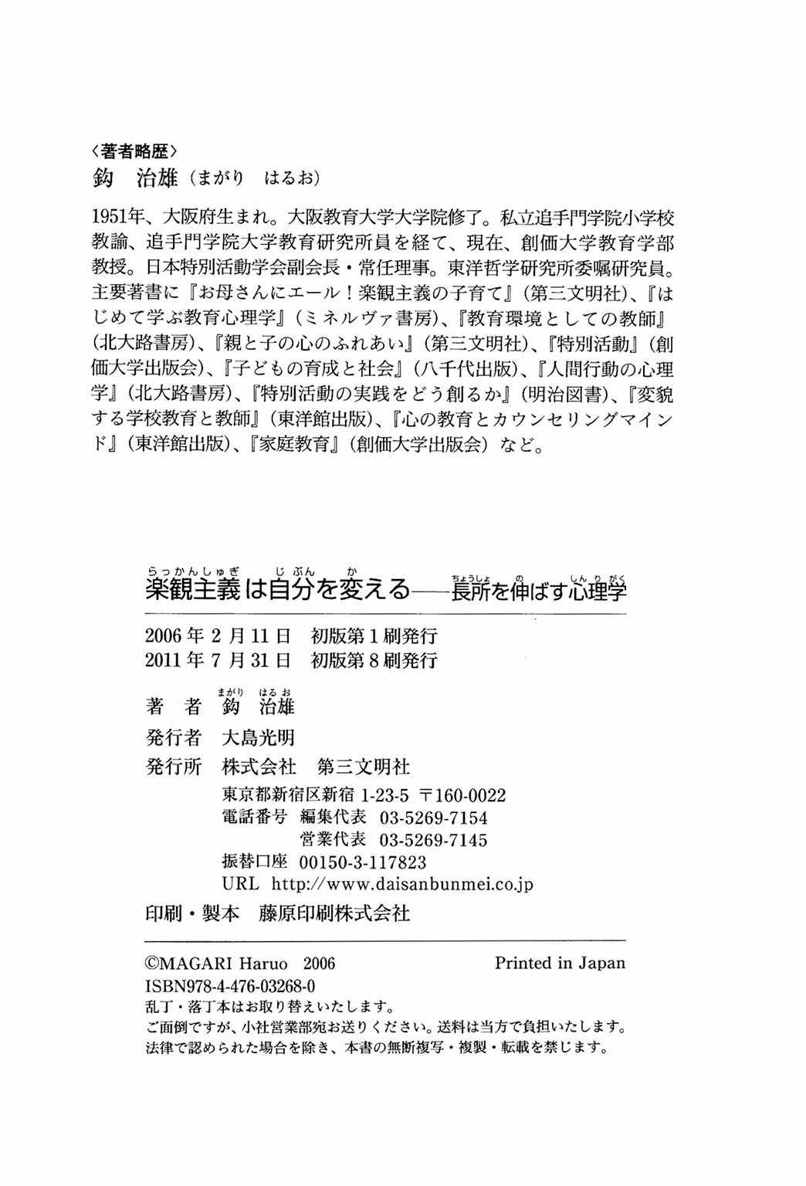 〈著者略歴〉
鈎　治雄（まがり　はるお）
1951年、大阪府生まれ。大阪教育大学大学院修了。私立追手門学院小学校
教諭、追手門学院大学教育研究所員を経て、現在、創価大学教育学部
教授。日本特別活動学会副会長・常任理事。東洋哲学研究所委嘱研究員。
主要著書に『お母さんにエール！楽観主義の子育て』（第三文明社）、『は
じめて学ぶ教育心理学』（ミネルヴァ書房）、『教育環境としての教師』
（北大路書房）、『親と子の心のふれあい』（第三文明社）、『特別活動』（創
価大学出版会）、『子どもの育成と社会』（八千代出版）、『人間行動の心理
学』（北大路書房）、『特別活動の実践をどう創るか』（明治図書）、『変貌
する学校教育と教師』（東洋館出版）、『心の教育とカウンセリングマイン
ド』（東洋館出版）、『家庭教育』（創価大学出版会）など。
らっかんしゅぎ　じぶん　か　ちょうしょ　の　しんりがく
楽観主義は自分を変える――長所を伸ばす心理学
2006年2月11日　初版第1刷発行
2011年7月31日　初版第8刷発行
まがり　はるお
著　者　鈎　治雄
発行者　大島光明
発行所　株式会社　第三文明社
東京都新宿区新宿 1-23-5 〒160-0022
電話番号　編集代表　03-5269-7154
営業代表　03-5269-7145
振替口座　00150-3-117823
URL　http://www.daisanbunmei.co.jp
印刷・製本　藤原印刷株式会社
©MAGARI Haruo　2006　Printed in Japan
ISBN978-4-476-03268-0
乱丁・落丁本はお取り替えいたします。
ご面倒ですが、小社営業部宛お送りください。送料は当方で負担いたします。
法律で認められた場合を除き、本書の無断複写・複製・転載を禁じます。